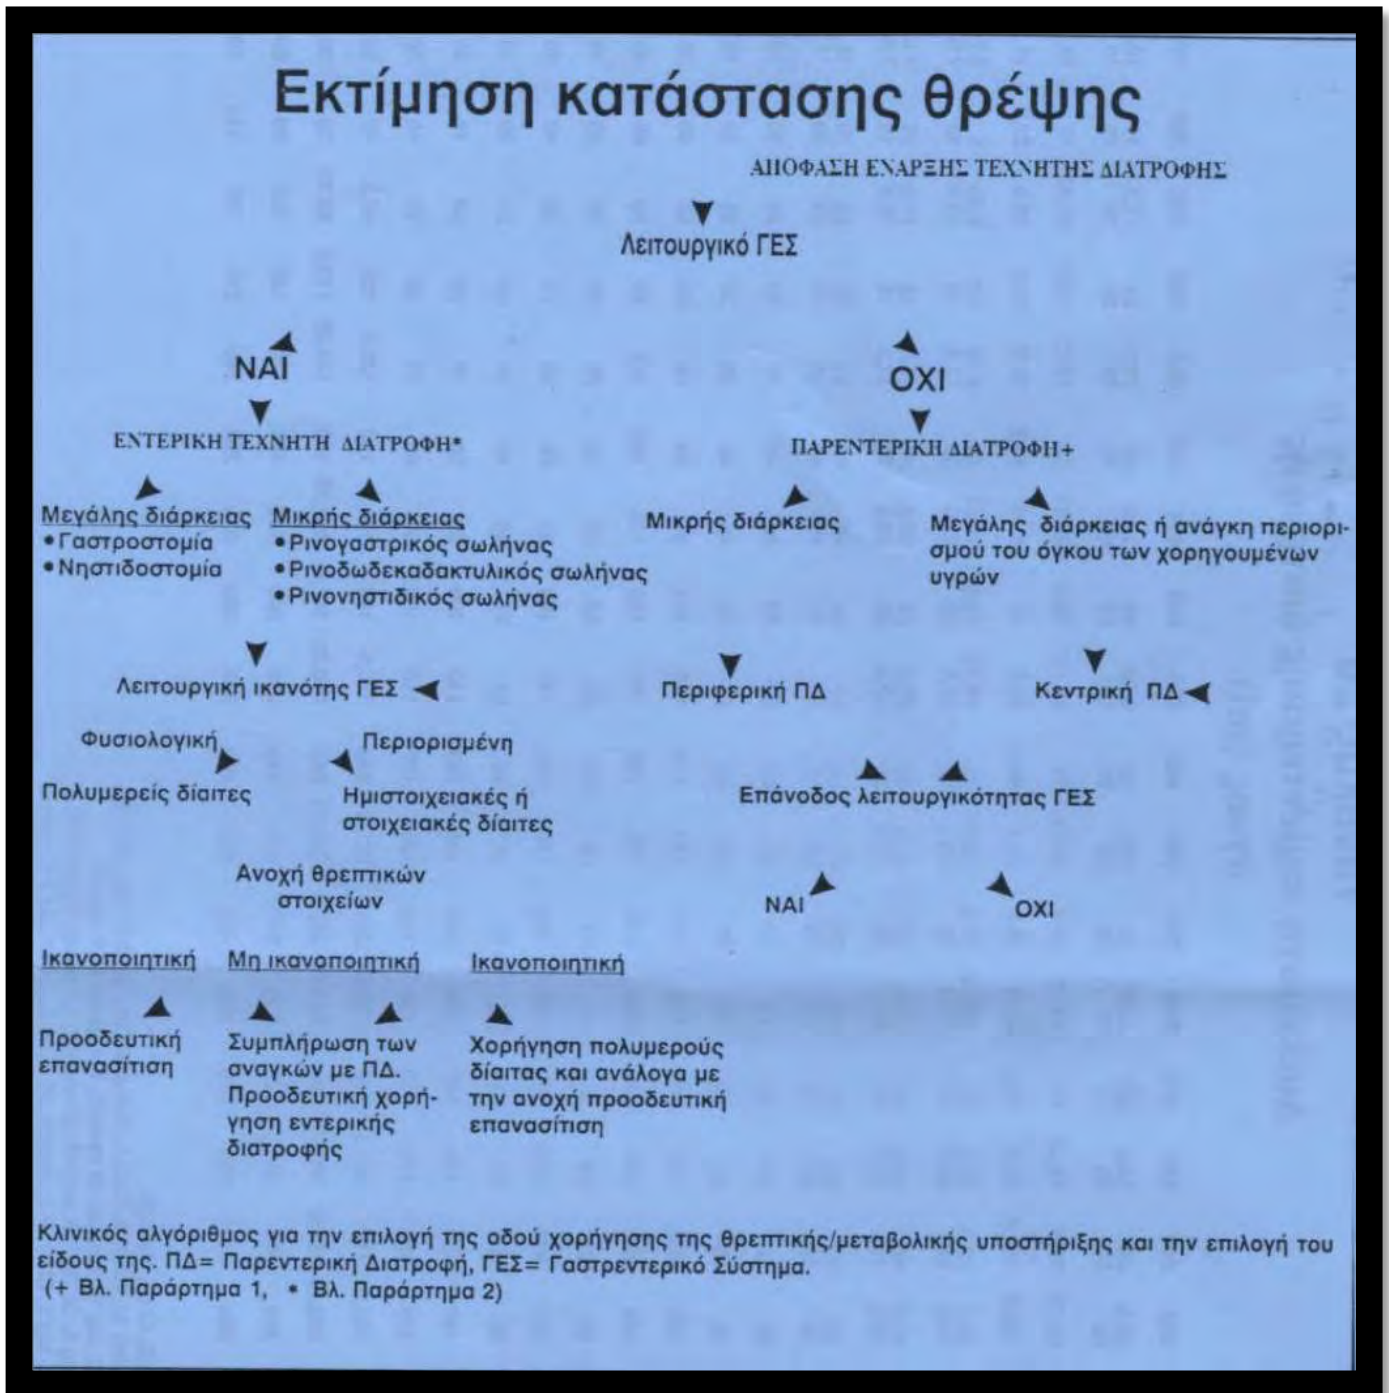 Εκτίμηση κατάστασης θρέψης
ΑΠΟΦΑΣΗ ΕΝΑΡΞΗΣ ΤΕΧΝΗΤΗΣ ΔΙΑΤΡΟΦΗΣ
Λειτουργικό ΓΕΣ
ΝΑΙ
ΟΧΙ
ΕΝΤΕΡΙΚΗ ΤΕΧΝΗΤΗ ΔΙΑΤΡΟΦΗ*
ΠΑΡΕΝΤΕΡΙΚΗ ΔΙΑΤΡΟΦΗ+
Μεγάλης διάρκειας
• Γαστροστομία
• Νηστιδοστομία
Μικρής διάρκειας
• Ρινογαστρικός σωλήνας
• Ρινοδωδεκαδακτυλικός σωλήνας
• Ρινονηστιδικός σωλήνας
Μικρής διάρκειας
Μεγάλης διάρκειας ή ανάγκη περιορι-
σμού του όγκου των χορηγουμένων
υγρών
Λειτουργική ικανότης ΓΕΣ
Περιφερική ΠΔ
Κεντρική ΠΔ
Φυσιολογική
Περιορισμένη
Πολυμερείς δίαιτες
Ημιστοιχειακές ή
στοιχειακές δίαιτες
Επάνοδος λειτουργικότητας ΓΕΣ
Ανοχή θρεπτικών
στοιχείων
ΝΑΙ
ΟΧΙ
Ικανοποιητική
Μη ικανοποιητική
Ικανοποιητική
Προοδευτική
επανασίτιση
Συμπλήρωση των
αναγκών με ΠΔ.
Προοδευτική χορή-
γηση εντερικής
διατροφής
Χορήγηση πολυμερούς
δίαιτας και ανάλογα με
την ανοχή προοδευτική
επανασίτιση
Κλινικός αλγόριθμος για την επιλογή της οδού χορήγησης της θρεπτικής/μεταβολικής υποστήριξης και την επιλογή του
είδους της. ΠΔ= Παρεντερική Διατροφή, ΓΕΣ= Γαστρεντερικό Σύστημα.
(+ Βλ. Παράρτημα 1, * Βλ. Παράρτημα 2)